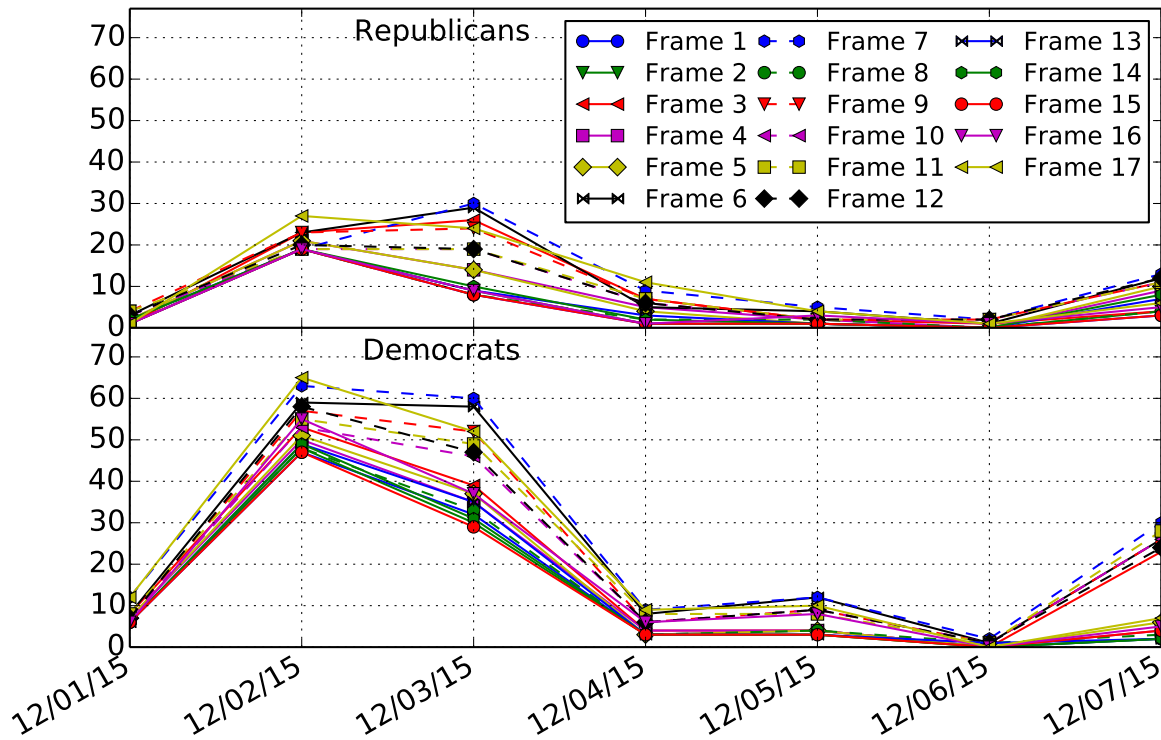 Republicans
70
60
50
40
30
20
10
0
Frame 1 Frame 7 Frame 13
Frame 2 Frame 8 Frame 14
Frame 3 Frame 9 Frame 15
Frame 4 Frame 10 Frame 16
Frame 5 Frame 11 Frame 17
Frame 6 Frame 12
Democrats
70
60
50
40
30
20
10
0
12/01/15 12/02/15 12/03/15 12/04/15 12/05/15 12/06/15 12/07/15